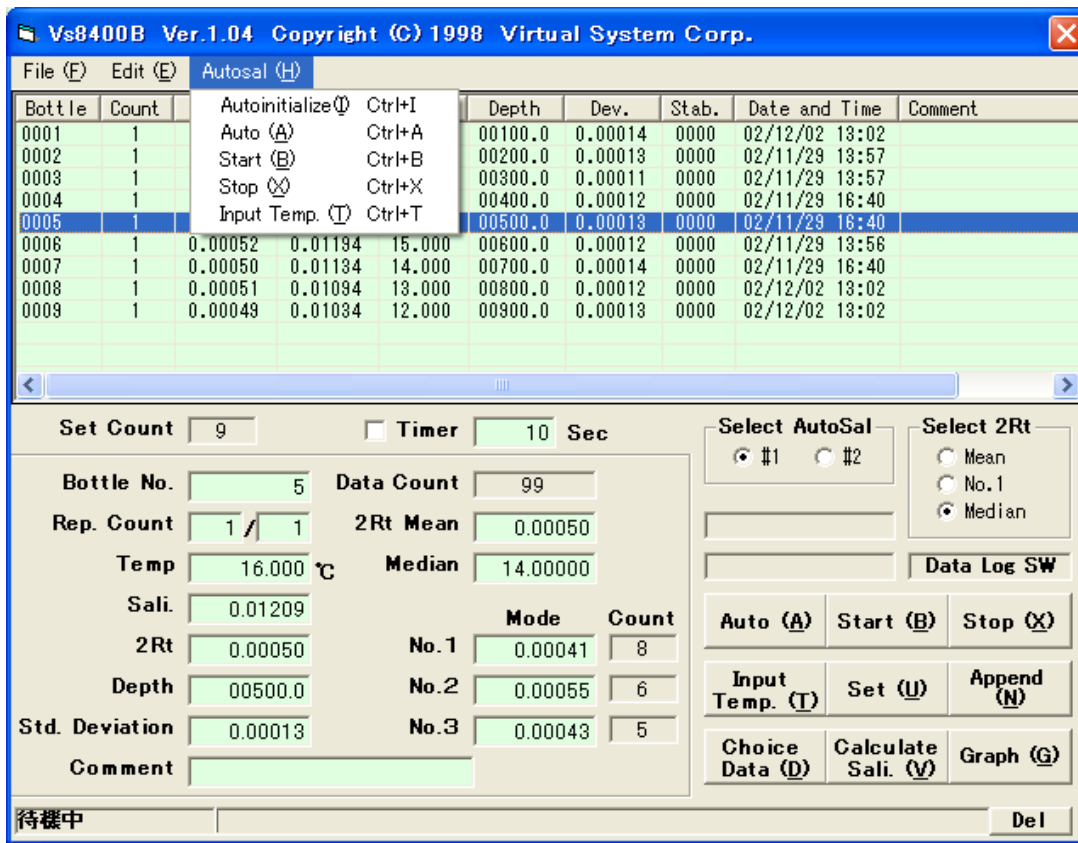 Vs8400B Ver.1.04 Copyright (C) 1998 Virtual System Corp.
File (F) Edit (E) Autosal (H)
Autoinitialize(I) Ctrl+I
Auto (A) Ctrl+A
Start (B) Ctrl+B
Stop (X) Ctrl+X
Input Temp. (T) Ctrl+T
Bottle Count Depth Dev. Stab. Date and Time Comment
0001 1 00100.0 0.00014 0000 02/12/02 13:02
0002 1 00200.0 0.00013 0000 02/11/29 13:57
0003 1 00300.0 0.00011 0000 02/11/29 13:57
0004 1 00400.0 0.00012 0000 02/11/29 16:40
0005 1 00500.0 0.00013 0000 02/11/29 16:40
0006 1 0.00052 0.01194 15.000 00600.0 0.00012 0000 02/11/29 13:56
0007 1 0.00050 0.01134 14.000 00700.0 0.00014 0000 02/11/29 16:40
0008 1 0.00051 0.01094 13.000 00800.0 0.00012 0000 02/12/02 13:02
0009 1 0.00049 0.01034 12.000 00900.0 0.00013 0000 02/12/02 13:02
Set Count 9 Timer 10 Sec
Select AutoSal
#1 #2
Select 2Rt
Mean
No.1
Median
Bottle No. 5 Data Count 99
Rep. Count 1 / 1 2Rt Mean 0.00050
Temp 16.000 ℃ Median 14.00000
Sali. 0.01209
Mode Count
2Rt 0.00050 No.1 0.00041 8
Depth 00500.0 No.2 0.00055 6
Std. Deviation 0.00013 No.3 0.00043 5
Comment
Data Log SW
Auto (A) Start (B) Stop (X)
Input Temp. (T) Set (U) Append (N)
Choice Data (D) Calculate Sali. (V) Graph (G)
待機中 Del